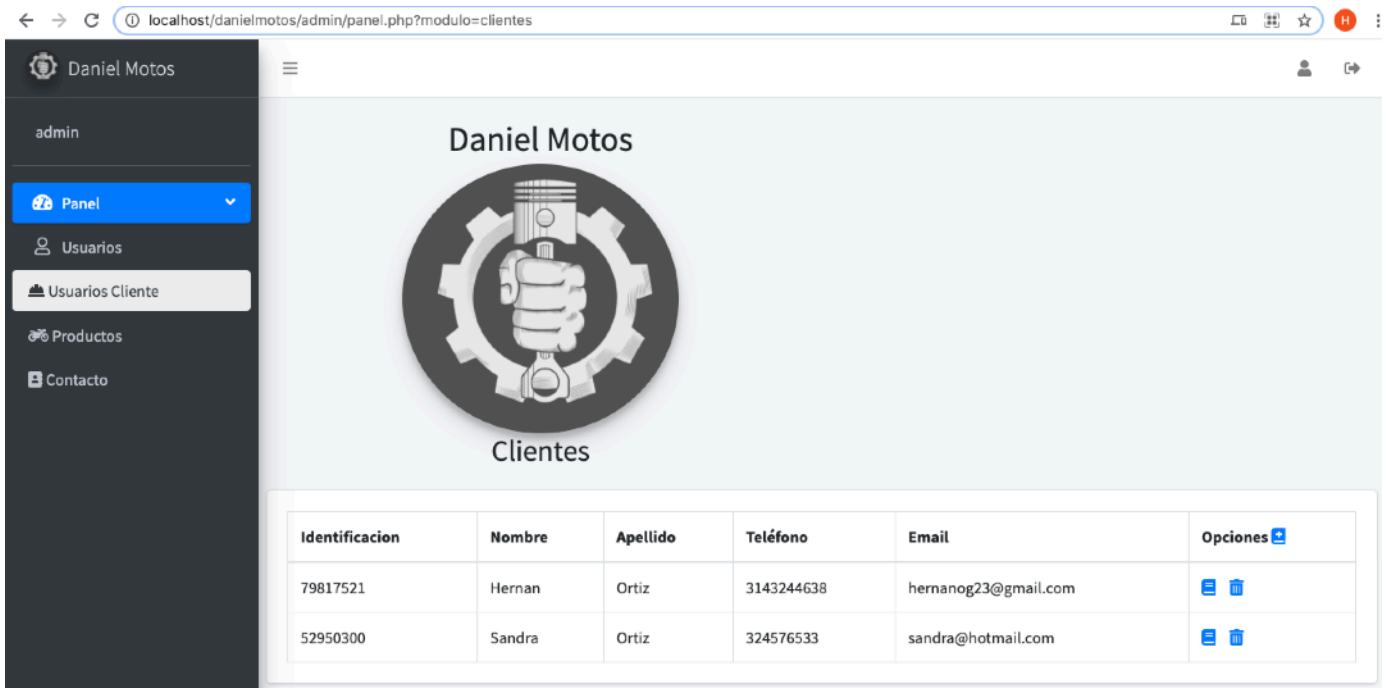 localhost/danielmotos/admin/panel.php?modulo=clientes
H
Daniel Motos
admin
Panel
Usuarios
Usuarios Cliente
Productos
Contacto
Daniel Motos
Clientes
Identificacion Nombre Apellido Teléfono Email Opciones
79817521 Hernan Ortiz 3143244638 hernanog23@gmail.com
52950300 Sandra Ortiz 324576533 sandra@hotmail.com